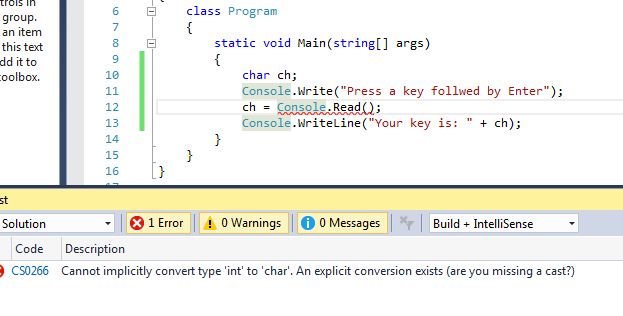 trols in
group.
an item
this text
dd it to
toolbox.
6 class Program
7 {
8 static void Main(string[] args)
9 {
10 char ch;
11 Console.Write("Press a key follwed by Enter");
12 ch = Console.Read();
13 Console.WriteLine("Your key is: " + ch);
14 }
15 }
16 }
st
Solution 1 Error 0 Warnings 0 Messages Build + IntelliSense
Code Description
CS0266 Cannot implicitly convert type 'int' to 'char'. An explicit conversion exists (are you missing a cast?)